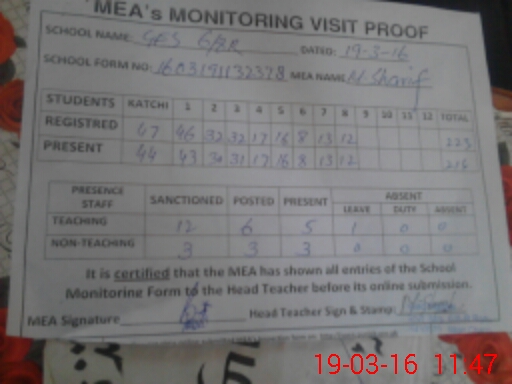 MEA's MONITORING VISIT PROOF
SCHOOL NAME: GPS 6/8R DATED: 19-3-16
SCHOOL FORM NO: 1603191132378 MEA NAME M Sharif
STUDENTS KATCHI 1 2 3 4 5 6 7 8 9 10 11 12 TOTAL
REGISTRED 47 46 32 32 17 16 8 13 12 223
PRESENT 44 43 30 31 17 16 8 13 12
PRESENCE STAFF SANCTIONED POSTED PRESENT ABSENT
LEAVE DUTY ABSENT
TEACHING 12 6 5 1 0 0
NON-TEACHING 3 3 3 0 0 0
It is certified that the MEA has shown all entries of the School
Monitoring Form to the Head Teacher before its online submission.
MEA Signature Head Teacher Sign & Stamp:
19-03-16 11.47